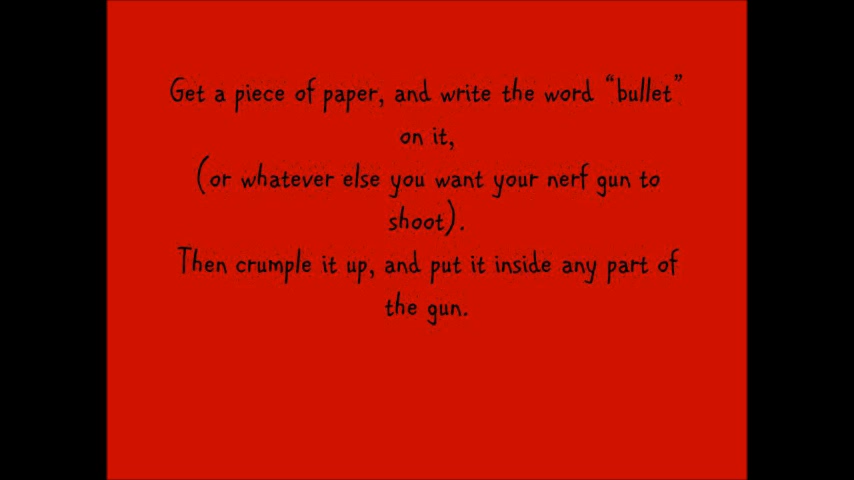 Get a piece of paper, and write the word “bullet”
on it,
(or whatever else you want your nerf gun to
shoot).
Then crumple it up, and put it inside any part of
the gun.